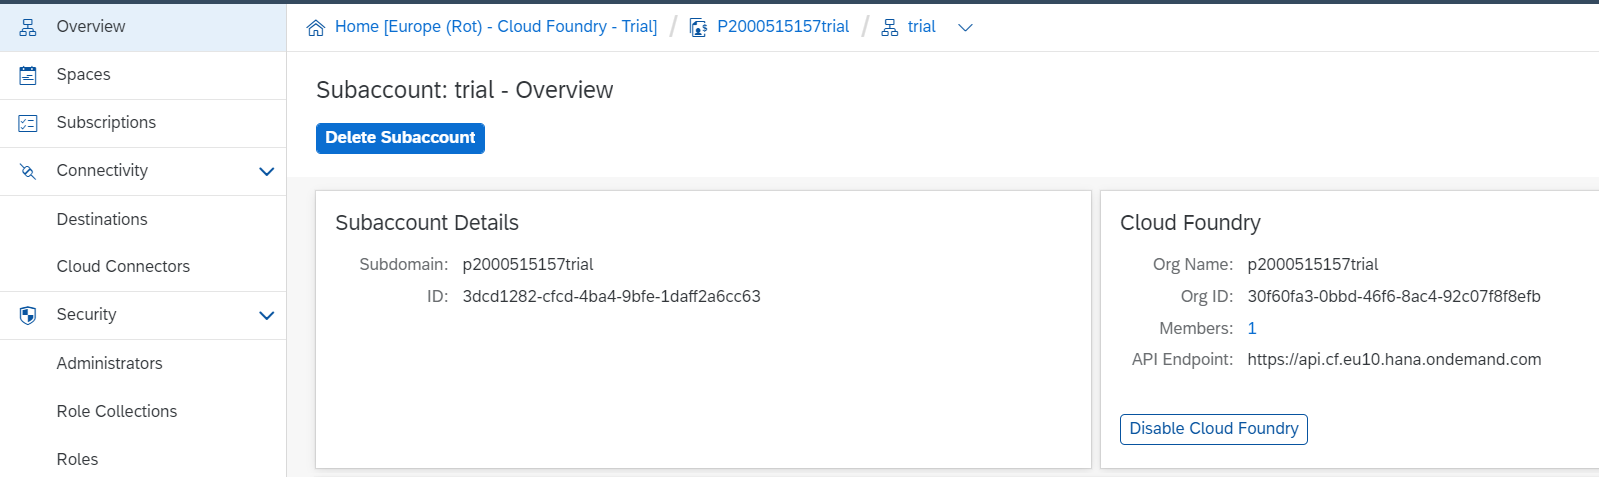 Overview
Spaces
Subscriptions
Connectivity
Destinations
Cloud Connectors
Security
Administrators
Role Collections
Roles
Home [Europe (Rot) - Cloud Foundry - Trial] / P2000515157trial / trial
Subaccount: trial - Overview
Delete Subaccount
Subaccount Details
Subdomain: p2000515157trial
ID: 3dcd1282-cfcd-4ba4-9bfe-1daff2a6cc63
Cloud Foundry
Org Name: p2000515157trial
Org ID: 30f60fa3-0bbd-46f6-8ac4-92c07f8f8efb
Members: 1
API Endpoint: https://api.cf.eu10.hana.ondemand.com
Disable Cloud Foundry